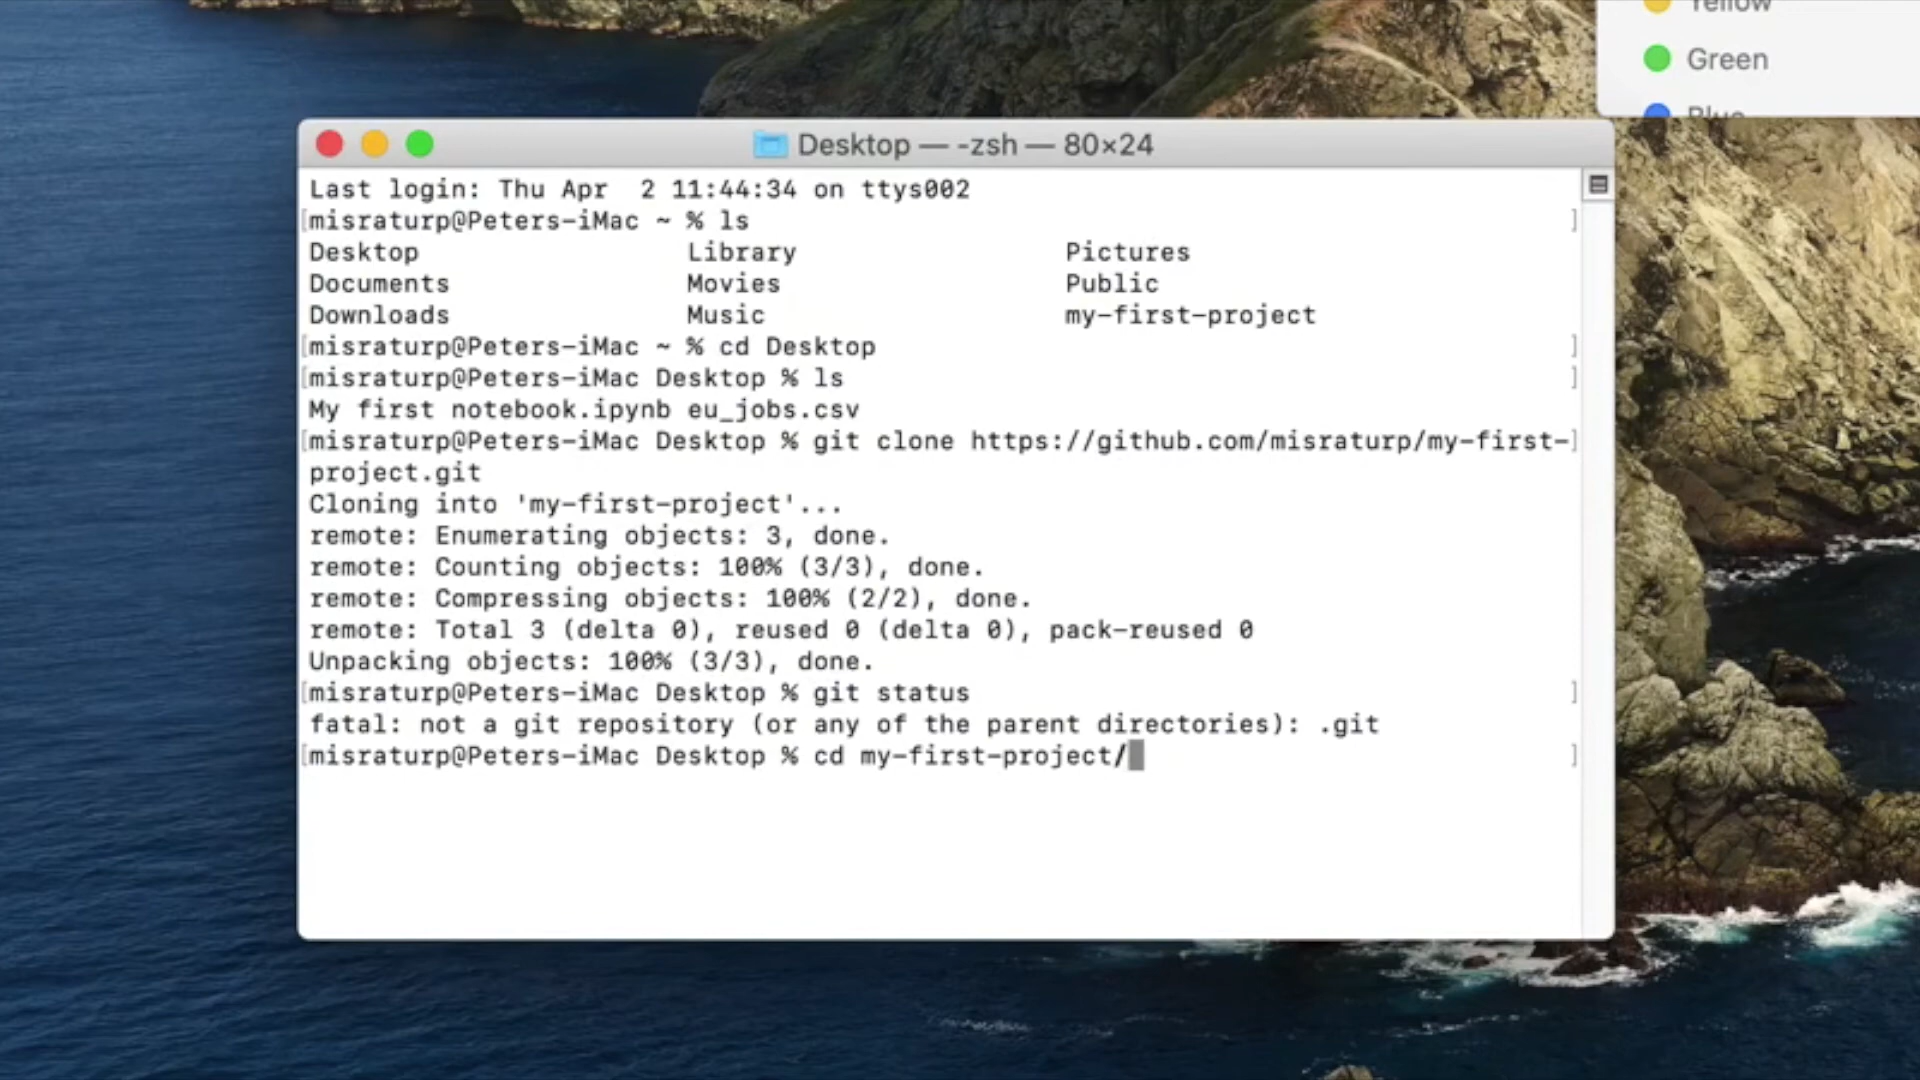 Yellow
Green
Blue
Desktop — -zsh — 80×24
Last login: Thu Apr  2 11:44:34 on ttys002
[misraturp@Peters-iMac ~ % ls ]
Desktop Library Pictures
Documents Movies Public
Downloads Music my-first-project
[misraturp@Peters-iMac ~ % cd Desktop ]
[misraturp@Peters-iMac Desktop % ls ]
My first notebook.ipynb eu_jobs.csv
[misraturp@Peters-iMac Desktop % git clone https://github.com/misraturp/my-first-]
project.git
Cloning into 'my-first-project'...
remote: Enumerating objects: 3, done.
remote: Counting objects: 100% (3/3), done.
remote: Compressing objects: 100% (2/2), done.
remote: Total 3 (delta 0), reused 0 (delta 0), pack-reused 0
Unpacking objects: 100% (3/3), done.
[misraturp@Peters-iMac Desktop % git status ]
fatal: not a git repository (or any of the parent directories): .git
[misraturp@Peters-iMac Desktop % cd my-first-project/ ]